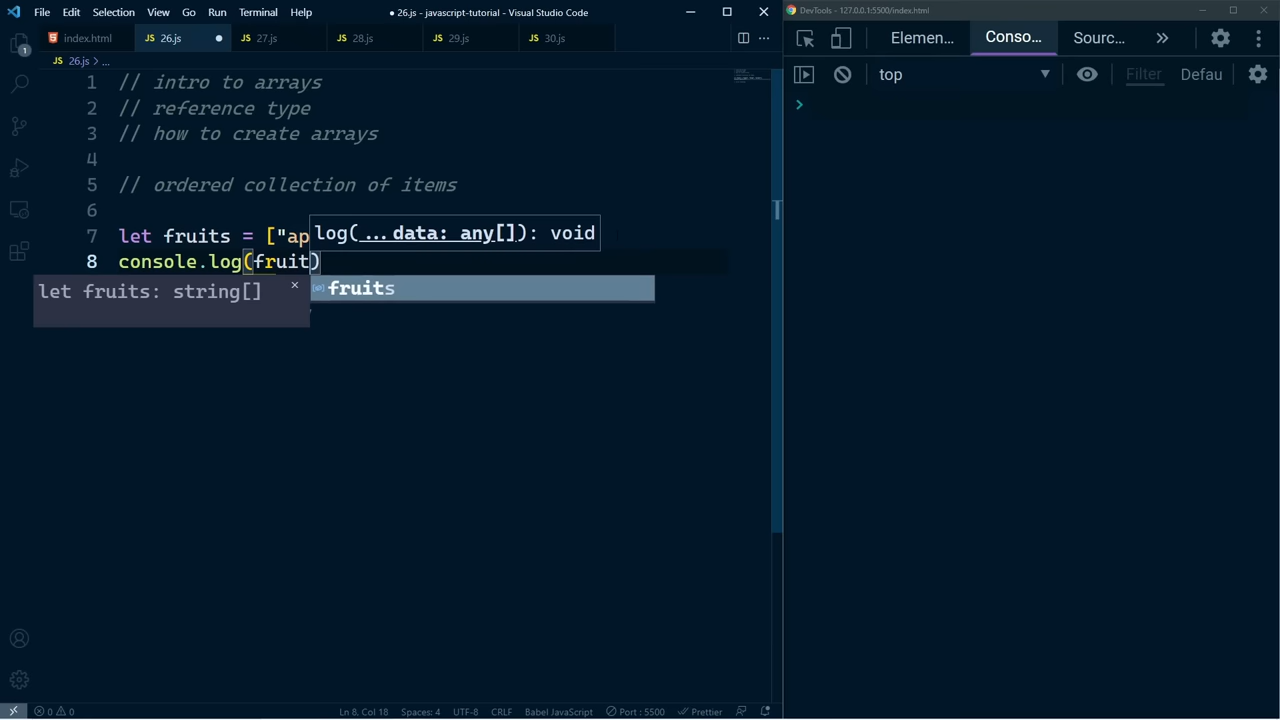 File Edit Selection View Go Run Terminal Help
● 26.js - javascript-tutorial - Visual Studio Code
index.html
JS 26.js ●
JS 27.js
JS 28.js
JS 29.js
JS 30.js
JS 26.js > ...
1 // intro to arrays
2 // reference type
3 // how to create arrays
4
5 // ordered collection of items
6
7 let fruits = ["ap
log(...data: any[]): void
8 console.log(fruit)
let fruits: string[] ×
fruits
1
0 0
Ln 8, Col 18 Spaces: 4 UTF-8 CRLF Babel JavaScript Port : 5500 Prettier
DevTools - 127.0.0.1:5500/index.html
Elemen... Conso... Sourc... »
top ▼ Filter Defau
>